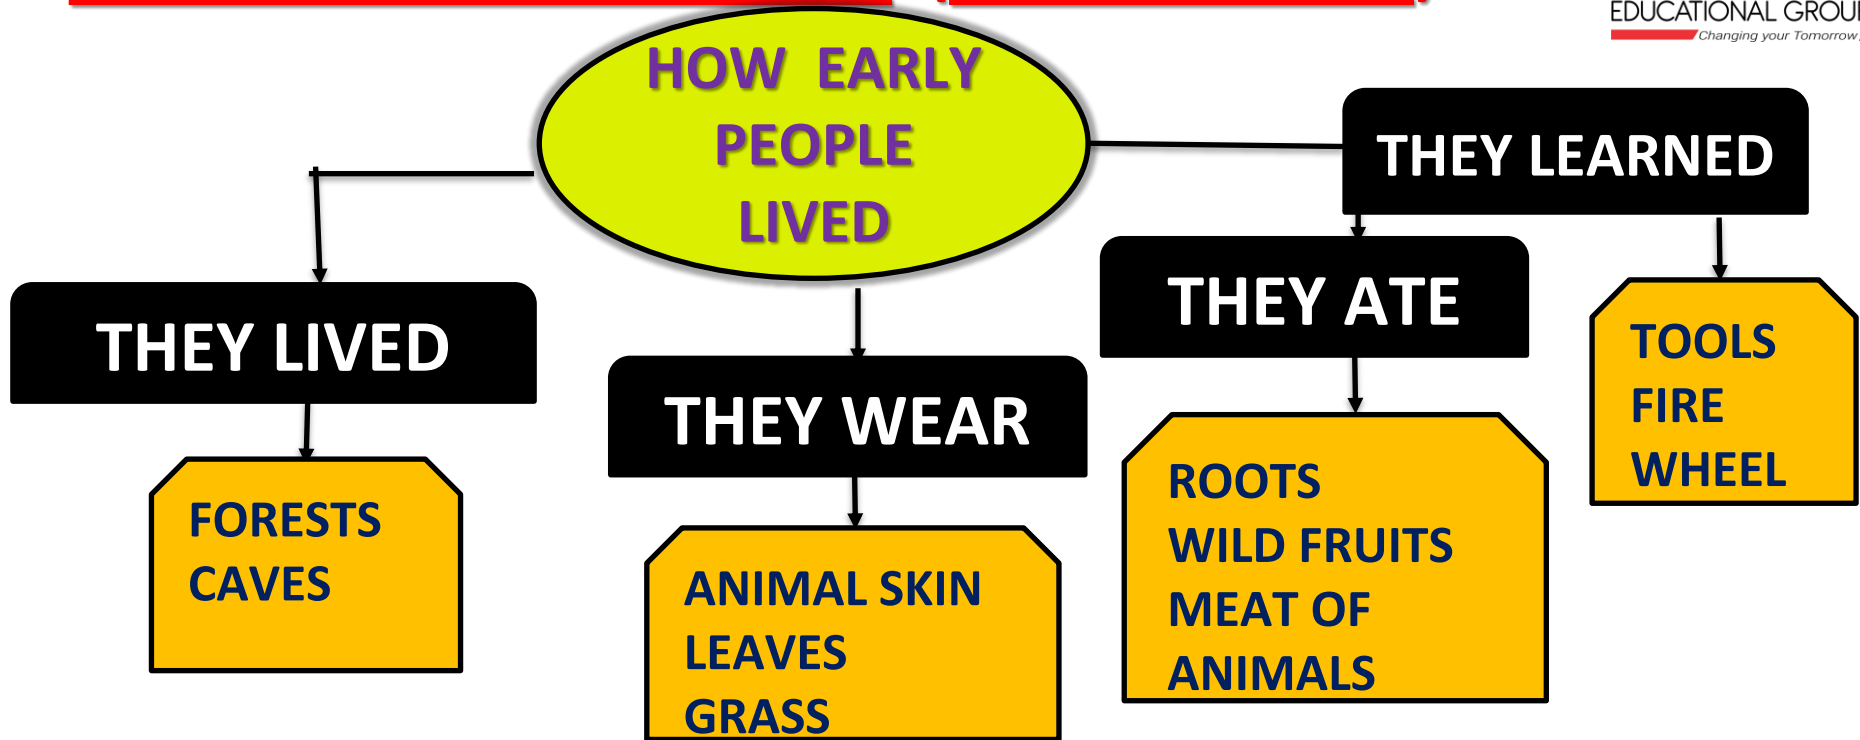 EDUCATIONAL GROUP
Changing your Tomorrow
HOW EARLY
PEOPLE
LIVED
THEY LEARNED
THEY LIVED
THEY WEAR
THEY ATE
TOOLS
FIRE
WHEEL
FORESTS
CAVES
ANIMAL SKIN
LEAVES
GRASS
ROOTS
WILD FRUITS
MEAT OF
ANIMALS